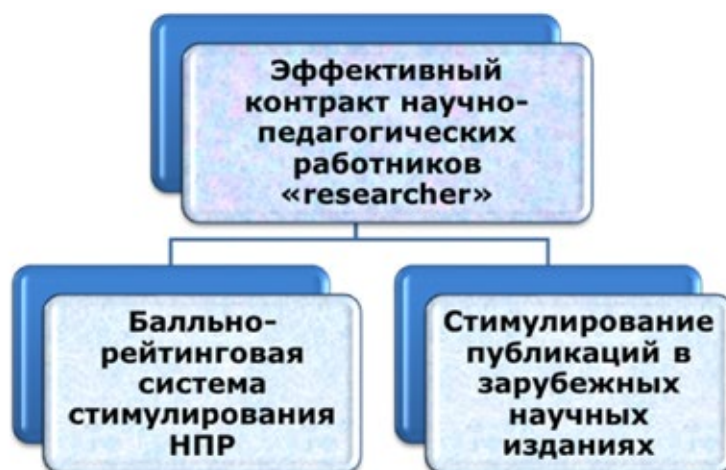 Эффективный
контракт научно-
педагогических
работников
«researcher»
Балльно-
рейтинговая
система
стимулирования
НПР
Стимулирование
публикаций в
зарубежных
научных
изданиях